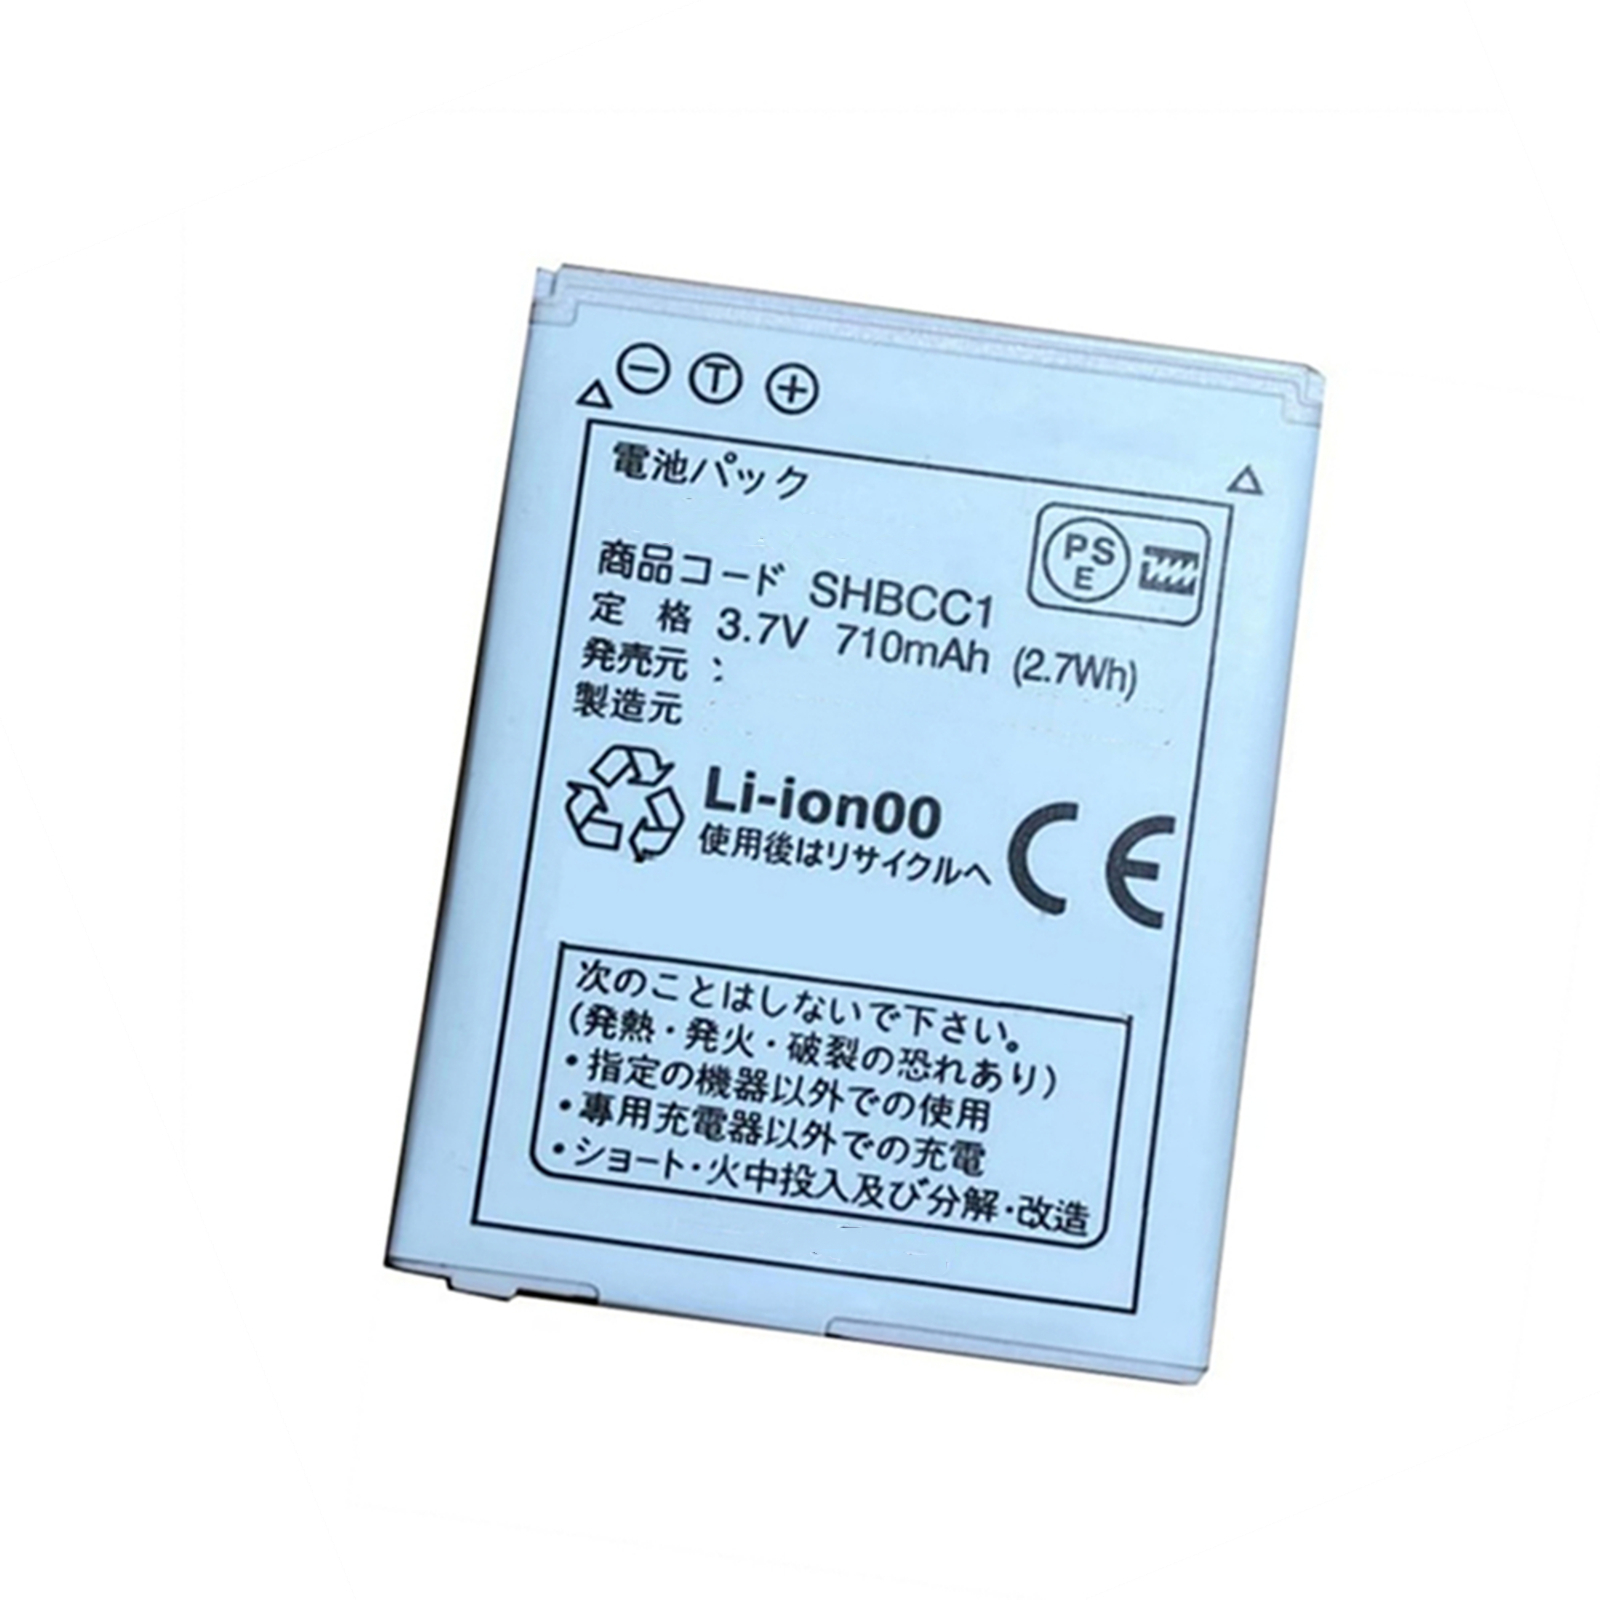 − T +
電池パック
PSE
商品コード SHBCC1
定 格 3.7V 710mAh (2.7Wh)
発売元 :
製造元
Li-ion00
使用後はリサイクルへ
CE
次のことはしないで下さい。
(発熱・発火・破裂の恐れあり)
・指定の機器以外での使用
・專用充電器以外での充電
・ショート・火中投入及び分解・改造